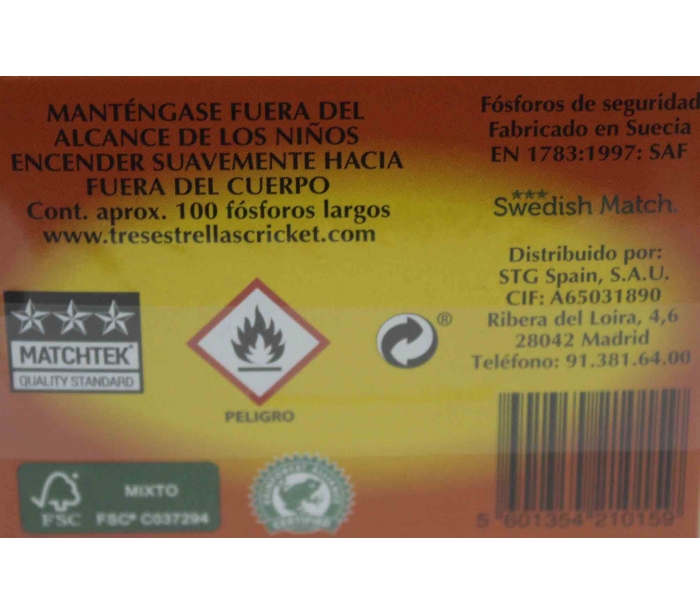 MANTÉNGASE FUERA DEL
ALCANCE DE LOS NIÑOS
ENCENDER SUAVEMENTE HACIA
FUERA DEL CUERPO
Cont. aprox. 100 fósforos largos
www.tresestrellascricket.com
Fósforos de seguridad
Fabricado en Suecia
EN 1783:1997: SAF
Swedish Match.
Distribuido por:
STG Spain, S.A.U.
CIF: A65031890
Ribera del Loira, 4,6
28042 Madrid
Teléfono: 91.381.64.00
MATCHTEK®
QUALITY STANDARD
PELIGRO
®
FSC
MIXTO
FSC® C037294
CERTIFIED
5 601354 210159